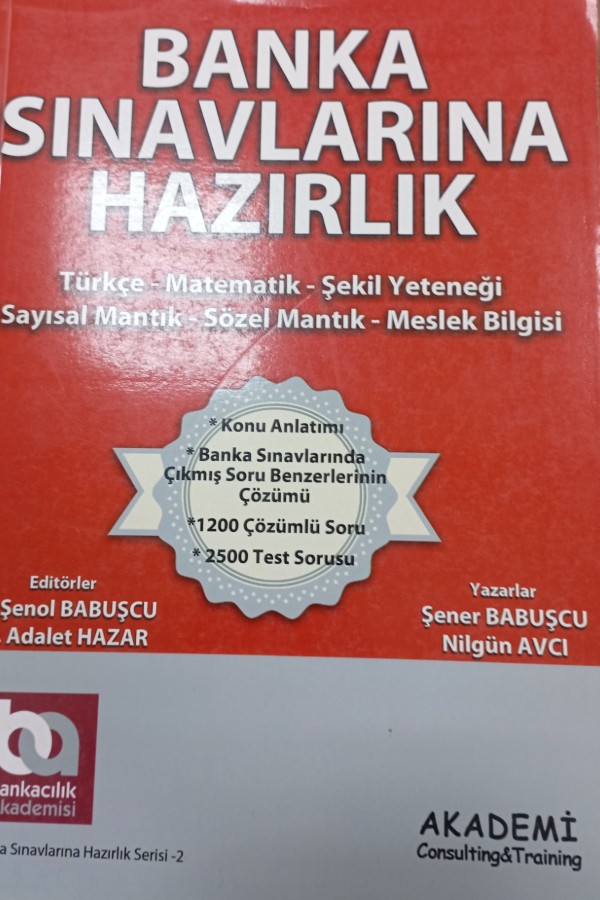 BANKA
SINAVLARINA
HAZIRLIK
Türkçe - Matematik - Şekil Yeteneği
Sayısal Mantık - Sözel Mantık - Meslek Bilgisi
* Konu Anlatımı
* Banka Sınavlarında
Çıkmış Soru Benzerlerinin
Çözümü
*1200 Çözümlü Soru
* 2500 Test Sorusu
Editörler
Şenol BABUŞCU
. Adalet HAZAR
Yazarlar
Şener BABUŞCU
Nilgün AVCI
ba
ankacılık
kademisi
a Sınavlarına Hazırlık Serisi -2
AKADEMİ
Consulting&Training